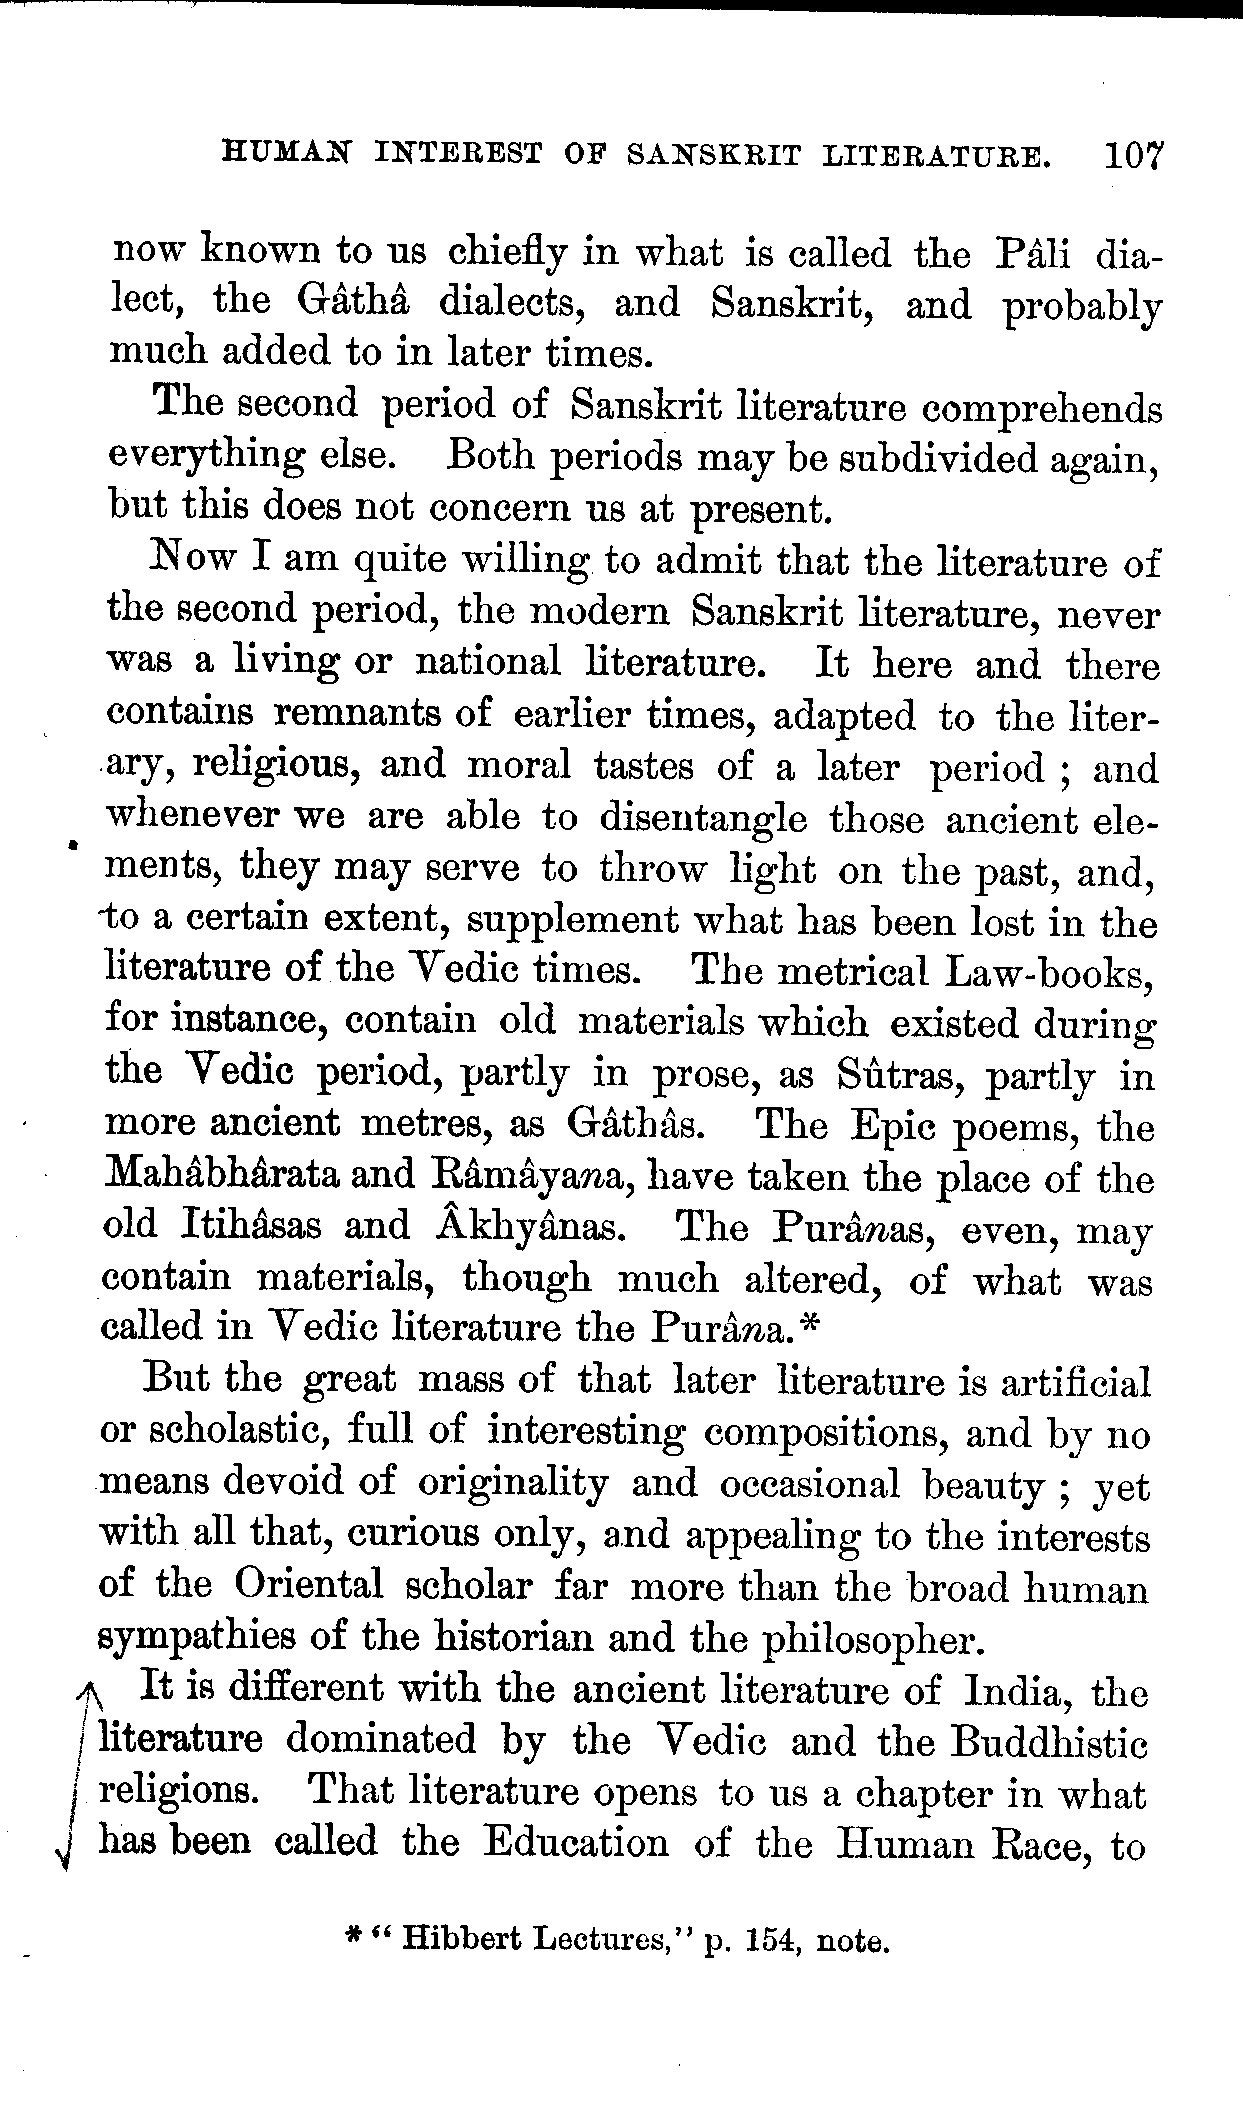 HUMAN INTEREST OF SANSKRIT LITERATURE. 107
now known to us chiefly in what is called the Pâli dia-
lect, the Gâthâ dialects, and Sanskrit, and probably
much added to in later times.
The second period of Sanskrit literature comprehends
everything else. Both periods may be subdivided again,
but this does not concern us at present.
Now I am quite willing to admit that the literature of
the second period, the modern Sanskrit literature, never
was a living or national literature. It here and there
contains remnants of earlier times, adapted to the liter-
ary, religious, and moral tastes of a later period ; and
whenever we are able to disentangle those ancient ele-
ments, they may serve to throw light on the past, and,
to a certain extent, supplement what has been lost in the
literature of the Vedic times. The metrical Law-books,
for instance, contain old materials which existed during
the Vedic period, partly in prose, as Sûtras, partly in
more ancient metres, as Gâthâs. The Epic poems, the
Mahâbhârata and Râmâyana, have taken the place of the
old Itihâsas and Âkhyânas. The Purânas, even, may
contain materials, though much altered, of what was
called in Vedic literature the Purâna.*
But the great mass of that later literature is artificial
or scholastic, full of interesting compositions, and by no
means devoid of originality and occasional beauty ; yet
with all that, curious only, and appealing to the interests
of the Oriental scholar far more than the broad human
sympathies of the historian and the philosopher.
It is different with the ancient literature of India, the
literature dominated by the Vedic and the Buddhistic
religions. That literature opens to us a chapter in what
has been called the Education of the Human Race, to
* “ Hibbert Lectures,” p. 154, note.